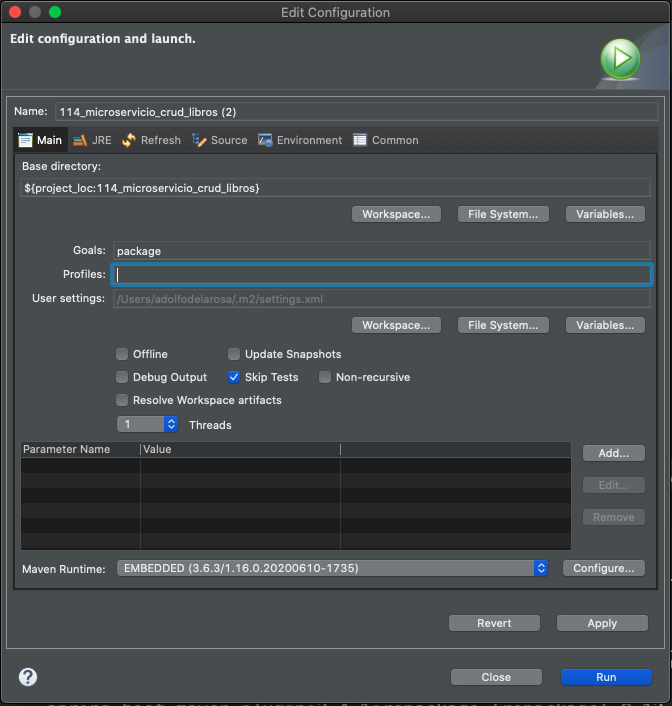 Edit Configuration
Edit configuration and launch.
Name: 114_microservicio_crud_libros (2)
Main JRE Refresh Source Environment Common
Base directory:
${project_loc:114_microservicio_crud_libros}
Workspace... File System... Variables...
Goals: package
Profiles:
User settings: /Users/adolfodelarosa/.m2/settings.xml
Workspace... File System... Variables...
Offline Update Snapshots
Debug Output Skip Tests Non-recursive
Resolve Workspace artifacts
1 Threads
Parameter Name Value
Add...
Edit...
Remove
Maven Runtime: EMBEDDED (3.6.3/1.16.0.20200610-1735) Configure...
Revert Apply
? Close Run